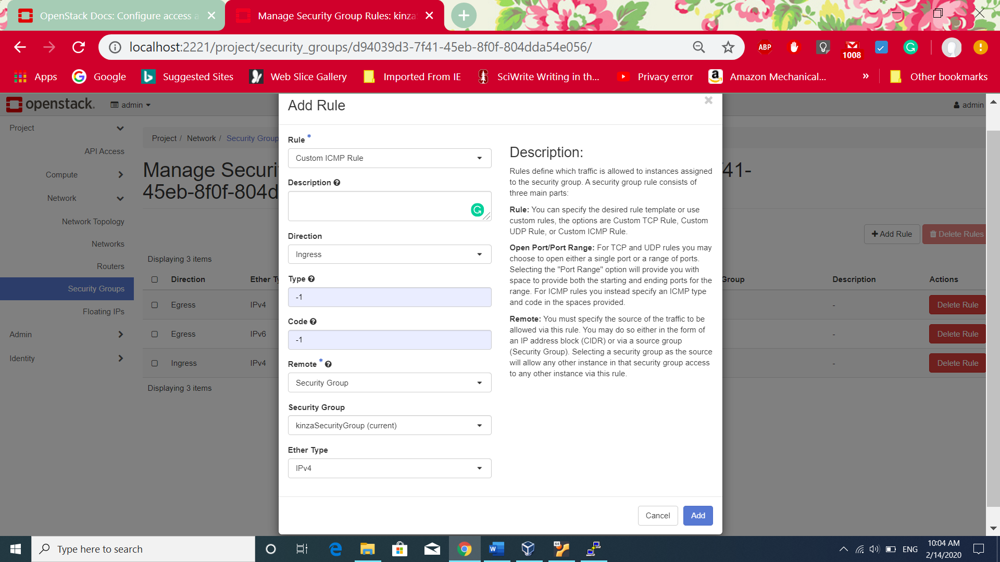 OpenStack Docs: Configure access a
Manage Security Group Rules: kinza
localhost:2221/project/security_groups/d94039d3-7f41-45eb-8f0f-804dda54e056/
ABP
1008
Apps
Google
Suggested Sites
Web Slice Gallery
Imported From IE
SciWrite Writing in th...
Privacy error
Amazon Mechanical...
»
Other bookmarks
openstack.
admin
admin
Project
API Access
Compute
Network
Network Topology
Networks
Routers
Security Groups
Floating IPs
Admin
Identity
Project / Network / Security Group
Manage Securi
41-
45eb-8f0f-804d
Add Rule
Delete Rules
Displaying 3 items
Direction Ether Ty Group Description Actions
Egress IPv4 - Delete Rule
Egress IPv6 - Delete Rule
Ingress IPv4 - Delete Rule
Displaying 3 items
Add Rule
Rule *
Custom ICMP Rule
Description
Direction
Ingress
Type
-1
Code
-1
Remote *
Security Group
Security Group
kinzaSecurityGroup (current)
Ether Type
IPv4
Description:
Rules define which traffic is allowed to instances assigned
to the security group. A security group rule consists of
three main parts:
Rule: You can specify the desired rule template or use
custom rules, the options are Custom TCP Rule, Custom
UDP Rule, or Custom ICMP Rule.
Open Port/Port Range: For TCP and UDP rules you may
choose to open either a single port or a range of ports.
Selecting the "Port Range" option will provide you with
space to provide both the starting and ending ports for the
range. For ICMP rules you instead specify an ICMP type
and code in the spaces provided.
Remote: You must specify the source of the traffic to be
allowed via this rule. You may do so either in the form of
an IP address block (CIDR) or via a source group
(Security Group). Selecting a security group as the source
will allow any other instance in that security group access
to any other instance via this rule.
Cancel
Add
Type here to search
64
ENG
10:04 AM
2/14/2020